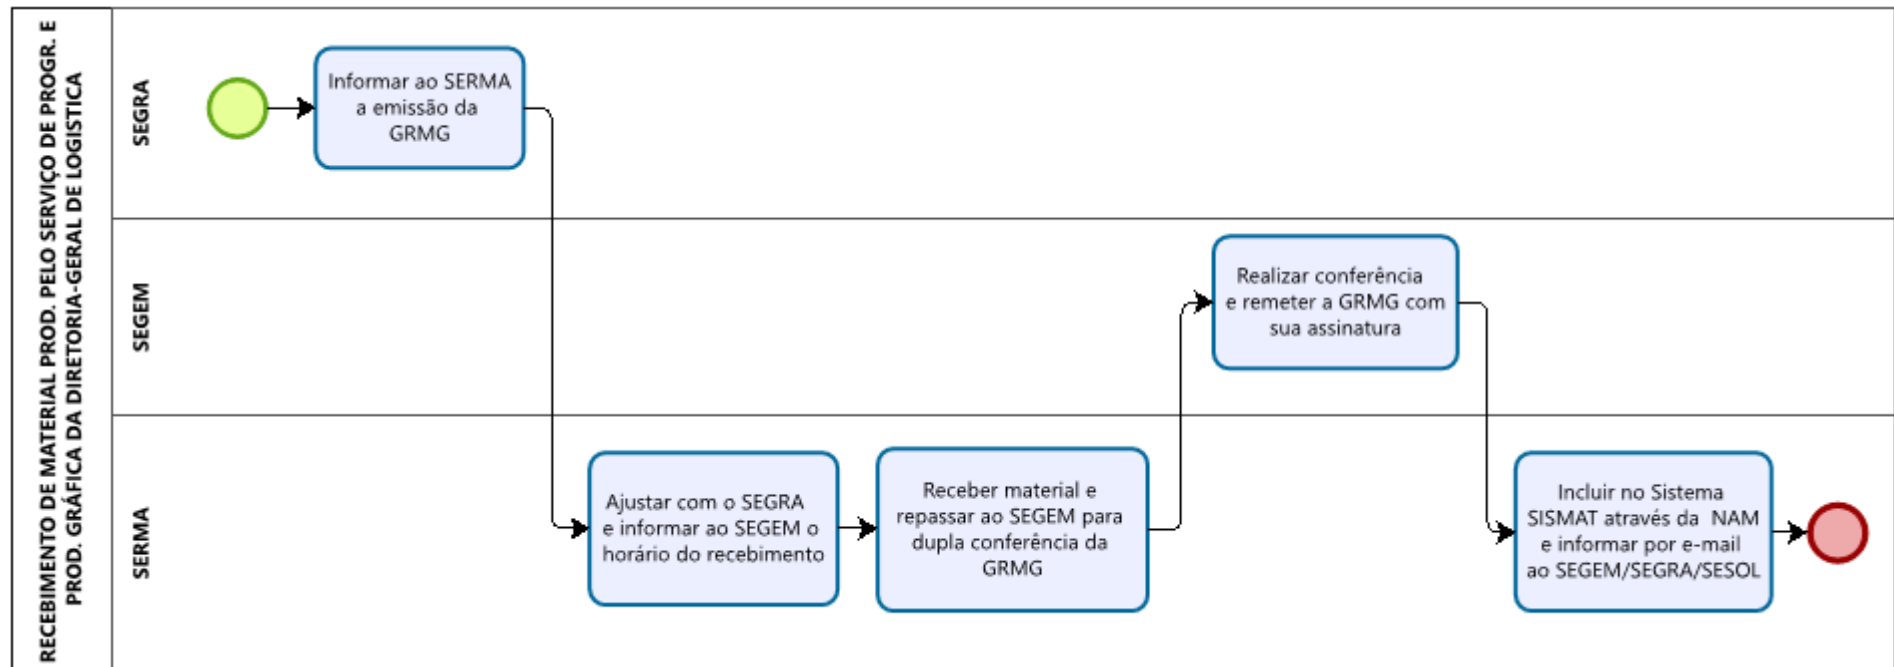 RECEBIMENTO DE MATERIAL PROD. PELO SERVIÇO DE PROGR. E
PROD. GRÁFICA DA DIRETORIA-GERAL DE LOGISTICA
SEGRA
Informar ao SERMA
a emissão da
GRMG
SEGEM
Realizar conferência
e remeter a GRMG com
sua assinatura
SERMA
Ajustar com o SEGRA
e informar ao SEGEM o
horário do recebimento
Receber material e
repassar ao SEGEM para
dupla conferência da
GRMG
Incluir no Sistema
SISMAT através da NAM
e informar por e-mail
ao SEGEM/SEGRA/SESOL